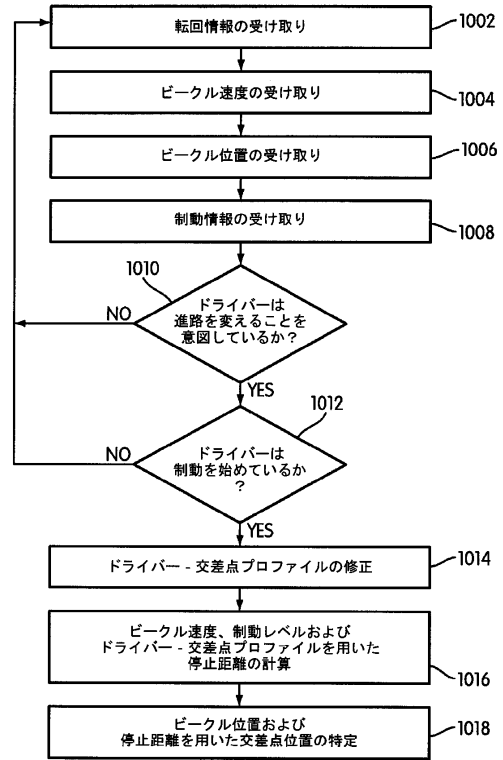 転回情報の受け取り
1002
ビークル速度の受け取り
1004
ビークル位置の受け取り
1006
制動情報の受け取り
1008
1010
ドライバーは
進路を変えることを
意図しているか?
NO
YES
1012
ドライバーは
制動を始めているか
?
NO
YES
ドライバー - 交差点プロファイルの修正
1014
ビークル速度、制動レベルおよび
ドライバー - 交差点プロファイルを用いた
停止距離の計算
1016
ビークル位置および
停止距離を用いた交差点位置の特定
1018